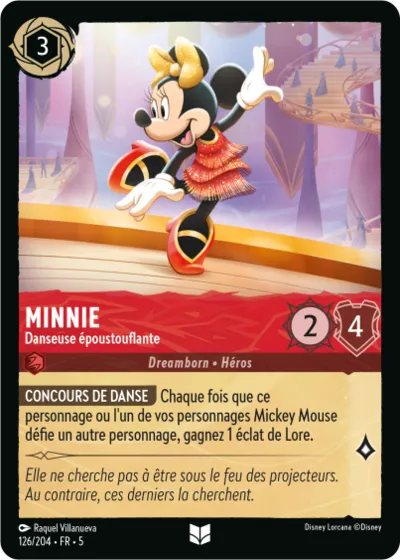 3
MINNIE
Danseuse époustouflante
2
4
Dreamborn • Héros
CONCOURS DE DANSE Chaque fois que ce
personnage ou l'un de vos personnages Mickey Mouse
défie un autre personnage, gagnez 1 éclat de Lore.
Elle ne cherche pas à être sous le feu des projecteurs.
Au contraire, ces derniers la cherchent.
Raquel Villanueva
Disney Lorcana ©Disney
126/204 • FR • 5